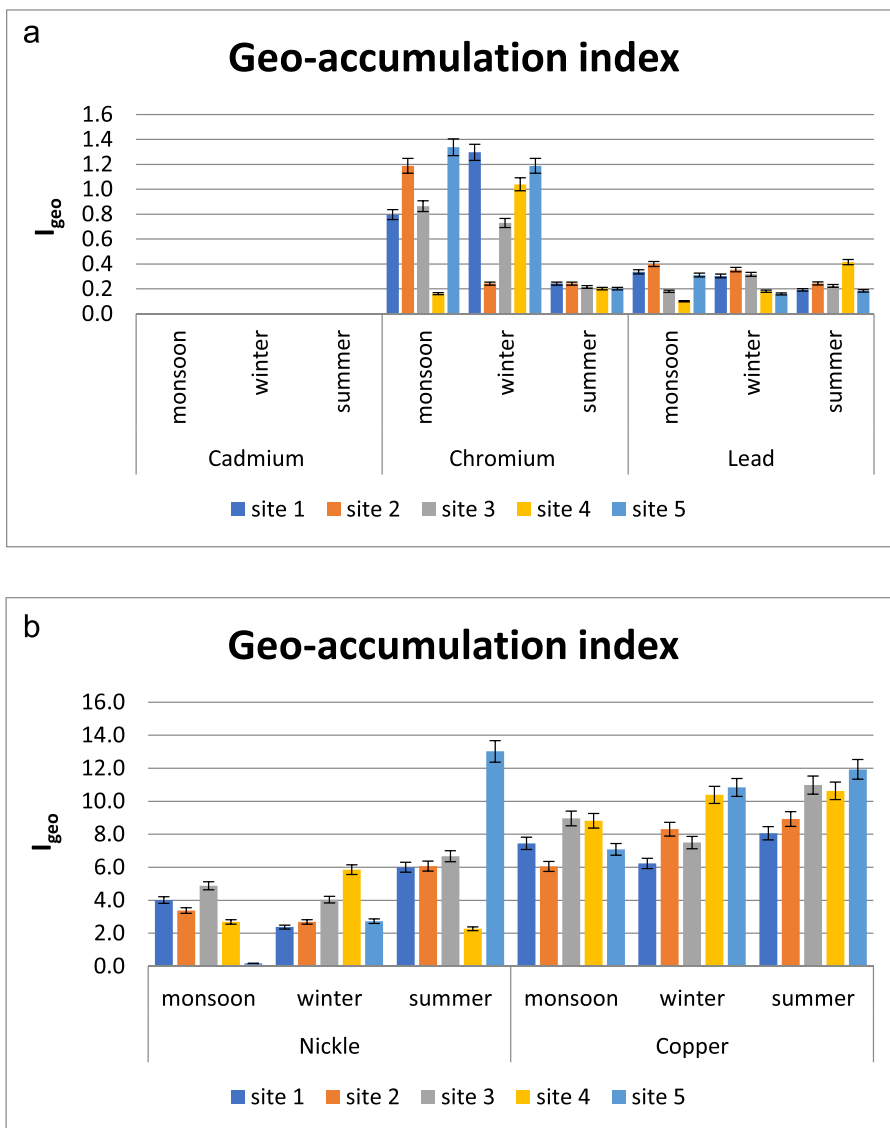 a
Geo-accumulation index
1.6
1.4
1.2
1.0
0.8
0.6
0.4
0.2
0.0
Igeo
monsoon winter summer monsoon winter summer monsoon winter summer
Cadmium Chromium Lead
site 1 site 2 site 3 site 4 site 5
b
Geo-accumulation index
16.0
14.0
12.0
10.0
8.0
6.0
4.0
2.0
0.0
Igeo
monsoon winter summer monsoon winter summer
Nickle Copper
site 1 site 2 site 3 site 4 site 5